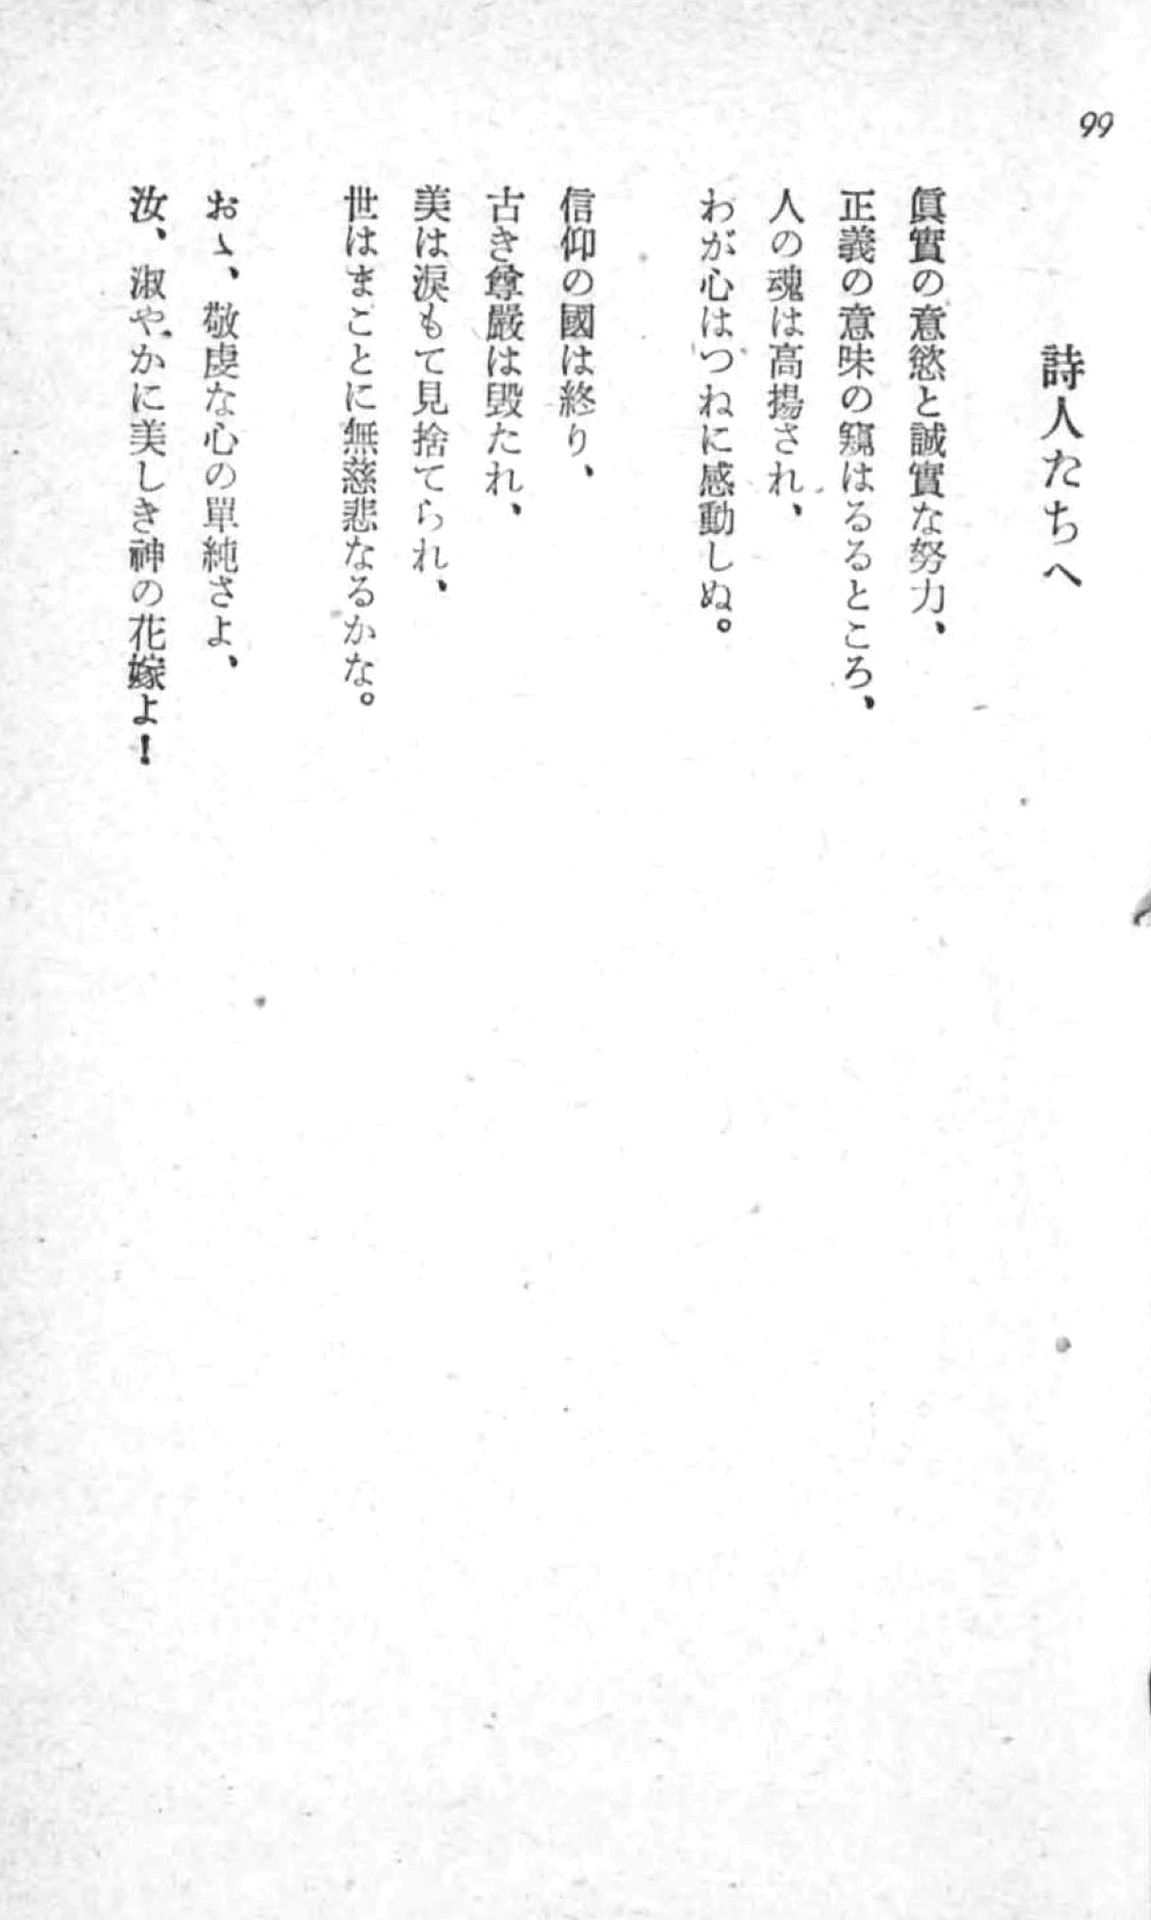 99
詩人たちへ
眞實の意慾と誠實な努力、
正義の意味の窺はるるところ、
人の魂は高揚され、
わが心はつねに感動しぬ。
信仰の國は終り、
古き尊嚴は毀たれ、
美は涙もて見捨てられ、
世はまことに無慈悲なるかな。
おゝ、敬虔な心の單純さよ、
汝、淑やかに美しき神の花嫁よ！